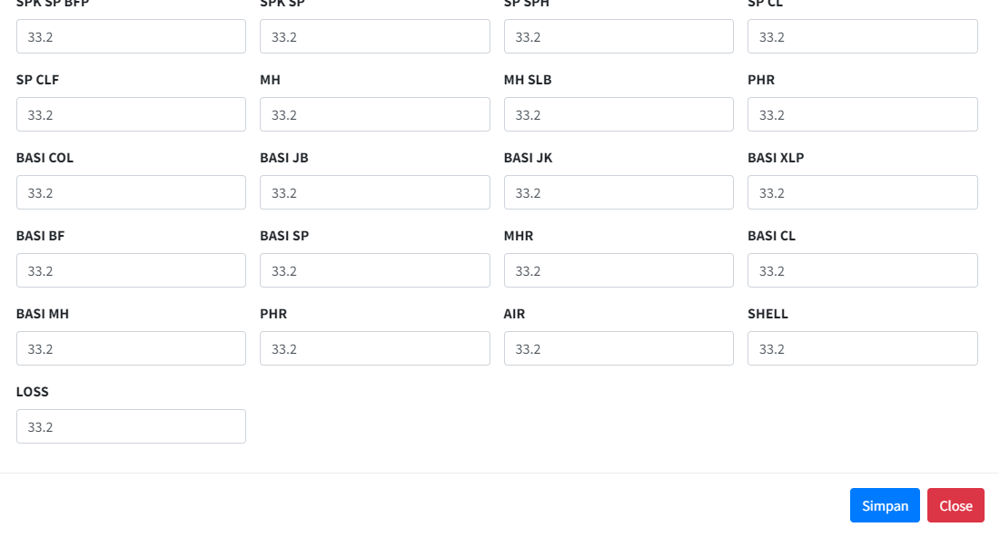 SPK SP BFP SPK SP SP SPH SP CL
33.2 33.2 33.2 33.2
SP CLF MH MH SLB PHR
33.2 33.2 33.2 33.2
BASI COL BASI JB BASI JK BASI XLP
33.2 33.2 33.2 33.2
BASI BF BASI SP MHR BASI CL
33.2 33.2 33.2 33.2
BASI MH PHR AIR SHELL
33.2 33.2 33.2 33.2
LOSS
33.2
Simpan Close